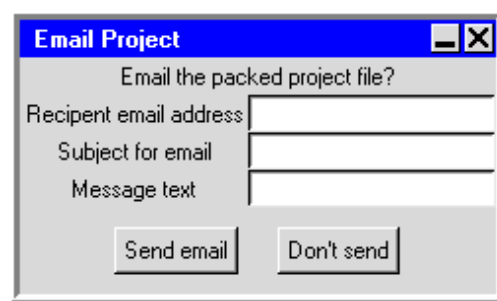 Email Project
Email the packed project file?
Recipent email address
Subject for email
Message text
Send email Don't send